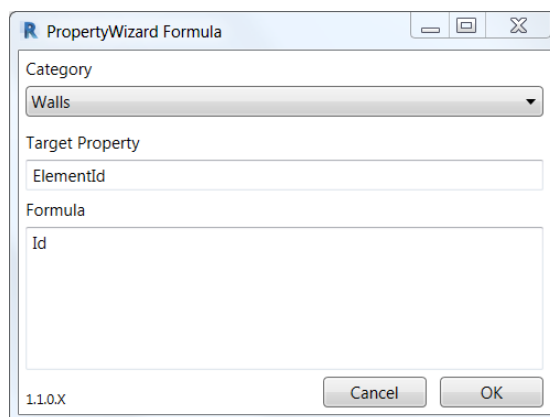 PropertyWizard Formula
Category
Walls
Target Property
ElementId
Formula
Id
1.1.0.X
Cancel
OK